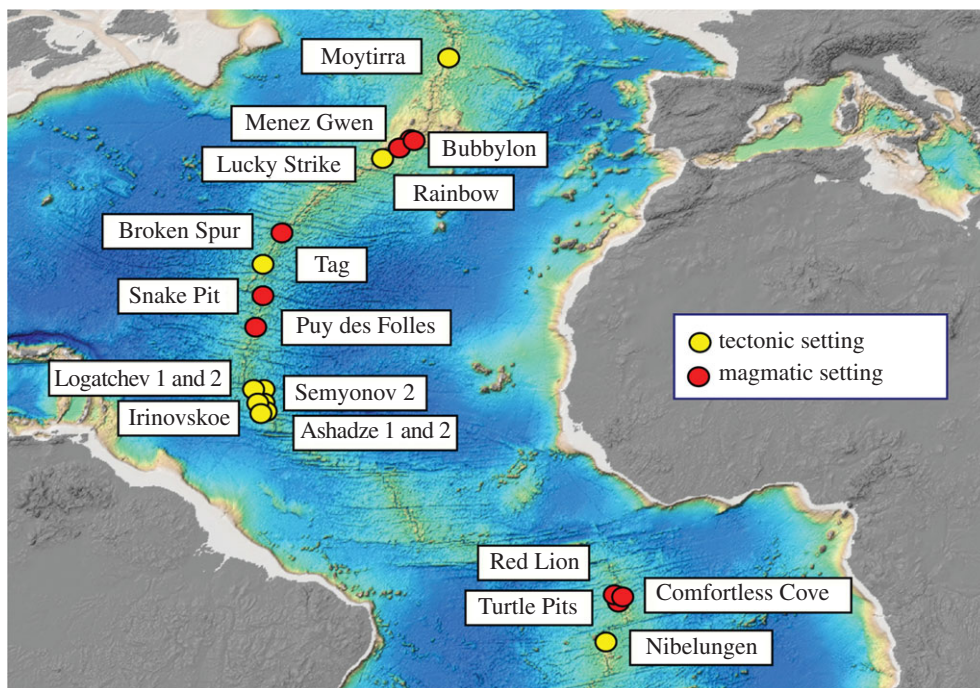 Moytirra
Menez Gwen
Bubbylon
Lucky Strike
Rainbow
Broken Spur
Tag
Snake Pit
Puy des Folles
tectonic setting
magmatic setting
Logatchev 1 and 2
Semyonov 2
Irinovskoe
Ashadze 1 and 2
Red Lion
Comfortless Cove
Turtle Pits
Nibelungen